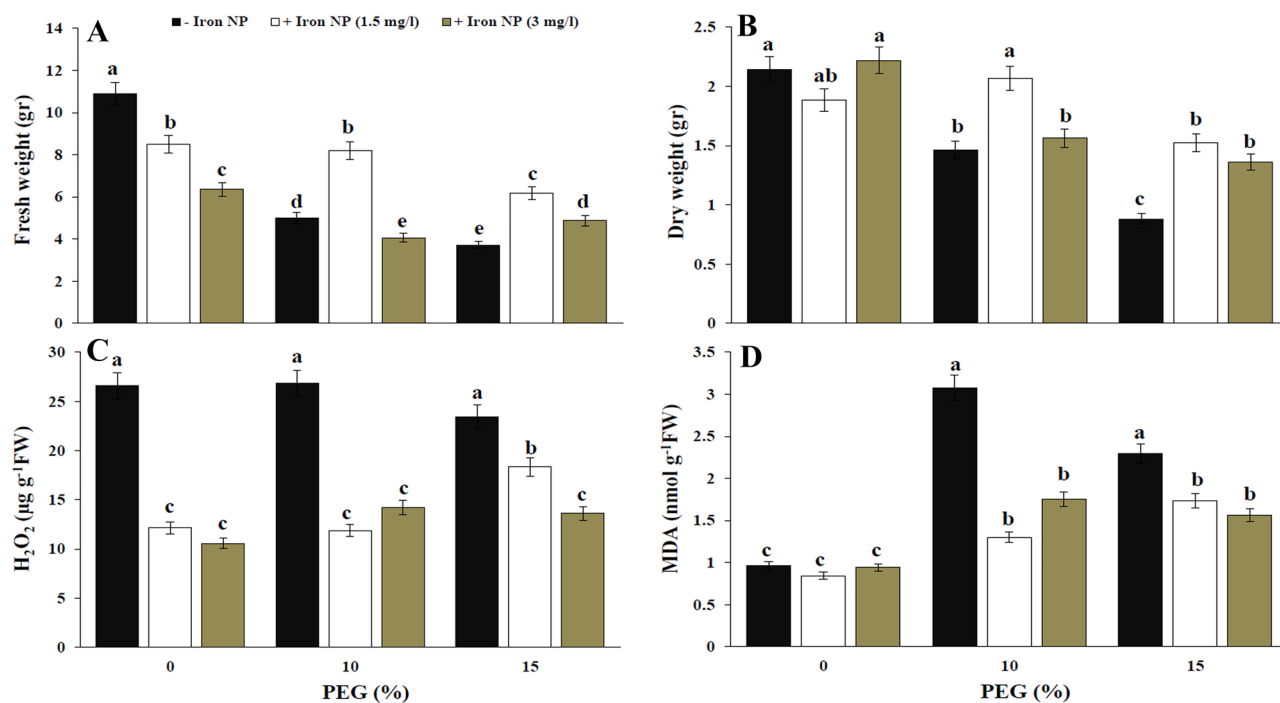 A
- Iron NP + Iron NP (1.5 mg/l) + Iron NP (3 mg/l)
Fresh weight (gr)
14
12
10
8
6
4
2
0
a
b
c
d
b
e
e
c
d
B
Dry weight (gr)
2.5
2
1.5
1
0.5
0
a
ab
a
b
a
b
c
b
b
C
H₂O₂ (µg g⁻¹FW)
30
25
20
15
10
5
0
a
c
c
a
c
c
a
b
c
0
10
15
PEG (%)
D
MDA (nmol g⁻¹FW)
3.5
3
2.5
2
1.5
1
0.5
0
c
c
c
a
b
b
a
b
b
0
10
15
PEG (%)